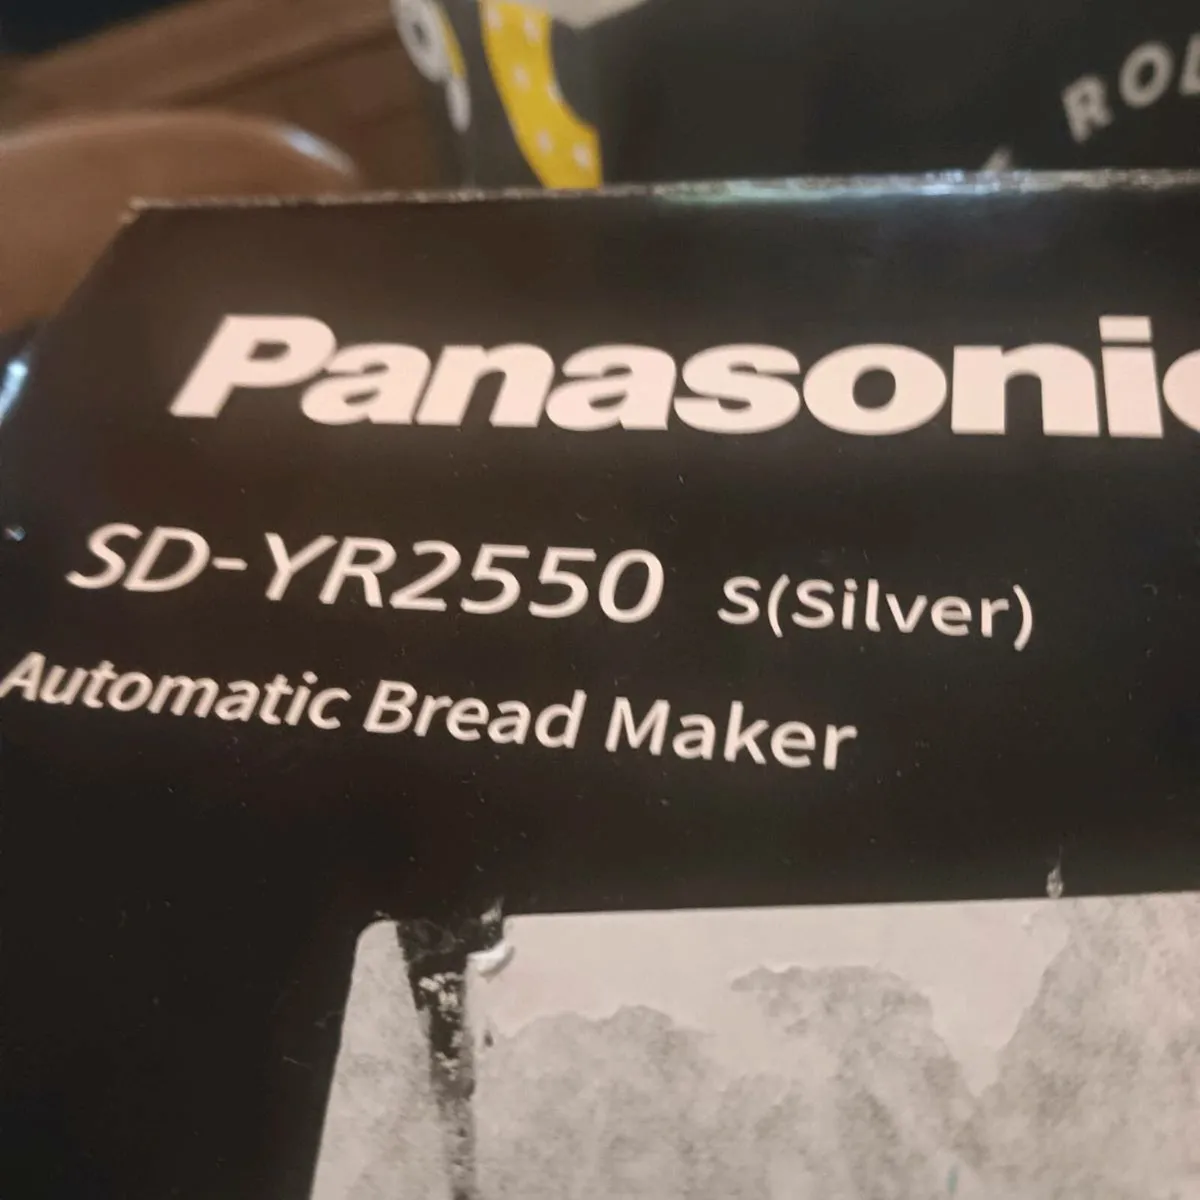 Panasonic
SD-YR2550 S(Silver)
Automatic Bread Maker